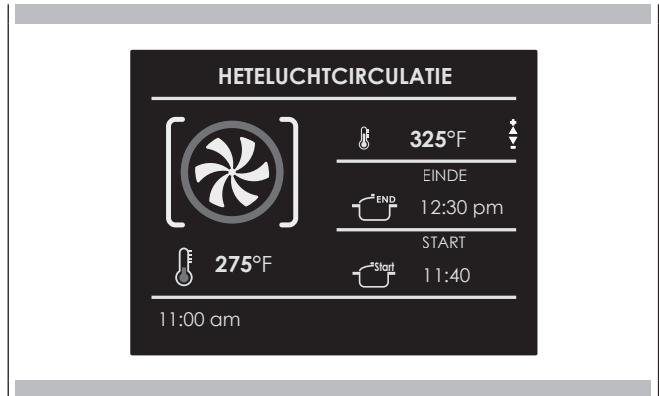 HETELUCHTCIRCULATIE
325°F
EINDE
END
12:30 pm
START
Start
11:40
275°F
11:00 am